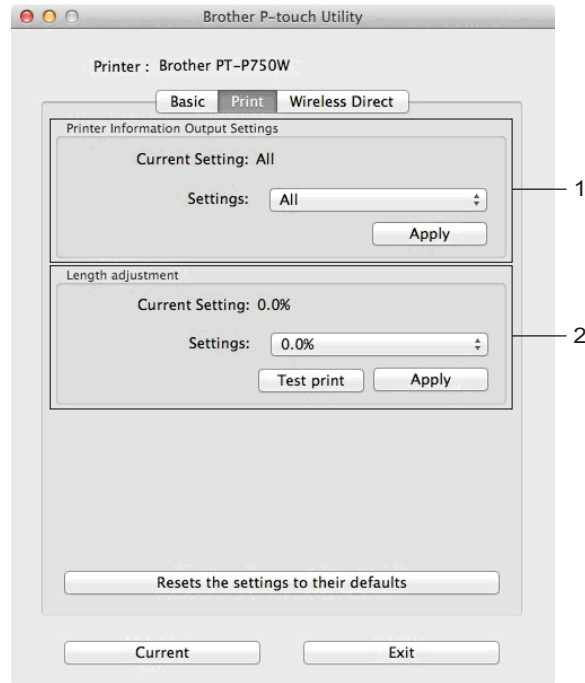 Brother P-touch Utility
Printer : Brother PT-P750W
Basic Print Wireless Direct
Printer Information Output Settings
Current Setting: All
Settings: All
1
Apply
Length adjustment
Current Setting: 0.0%
Settings: 0.0%
2
Test print Apply
Resets the settings to their defaults
Current Exit